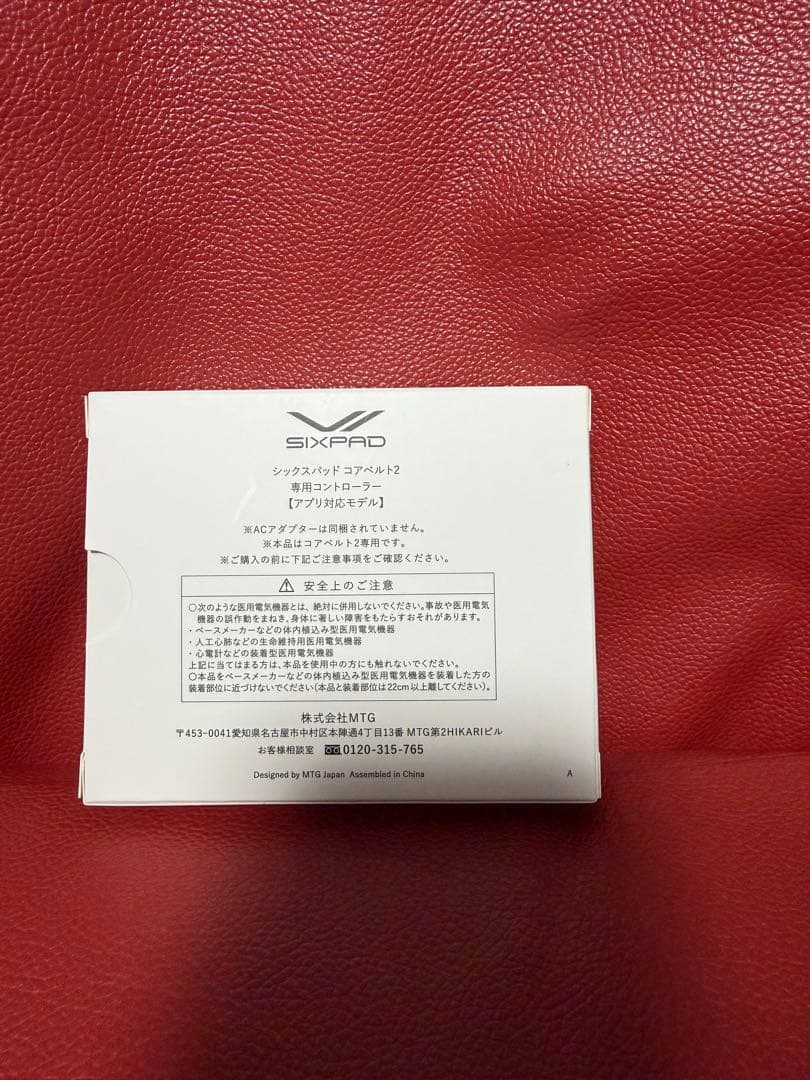 SIXPAD
シックスパッド コアベルト2
専用コントローラー
【アプリ対応モデル】
※ACアダプターは同梱されていません。
※本品はコアベルト2専用です。
※ご購入の前に下記ご注意事項をご確認ください。
⚠ 安全上のご注意
○次のような医用電気機器とは、絶対に併用しないでください。事故や医用電気
機器の誤作動をまねき、身体に著しい障害をもたらすおそれがあります。
・ペースメーカーなどの体内植込み型医用電気機器
・人工心肺などの生命維持用医用電気機器
・心電計などの装着型医用電気機器
上記に当てはまる方は、本品を使用中の方にも触れないでください。
○本品をペースメーカーなどの体内植込み型医用電気機器を装着した方の
装着部位に近づけないでください（本品と装着部位は22cm以上離してください）。
株式会社MTG
〒453-0041愛知県名古屋市中村区本陣通4丁目13番 MTG第2HIKARIビル
お客様相談室 0120-315-765
Designed by MTG Japan Assembled in China
A